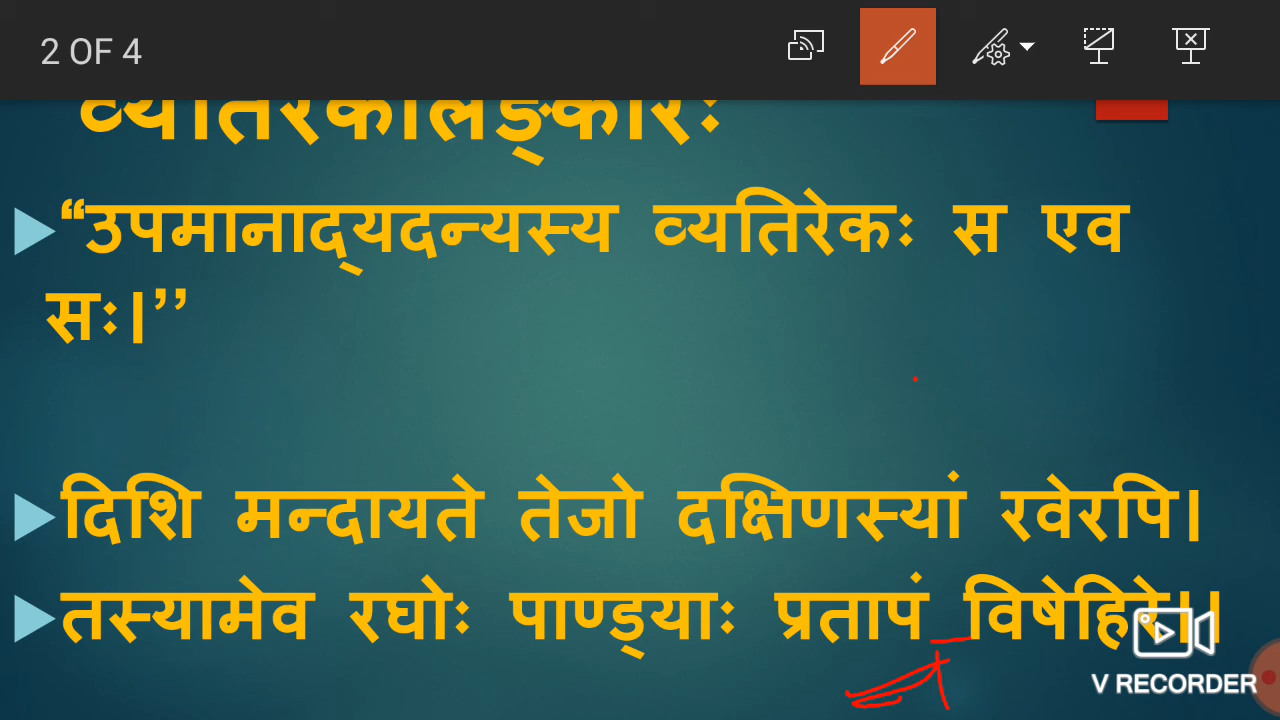 2 OF 4
व्यतिरेकालङ्कारः
“उपमानाद्यदन्यस्य व्यतिरेकः स एव
सः।’’
दिशि मन्दायते तेजो दक्षिणस्यां रवेरपि।
तस्यामेव रघोः पाण्ड्याः प्रतापं विषेहिरे।।
V RECORDER